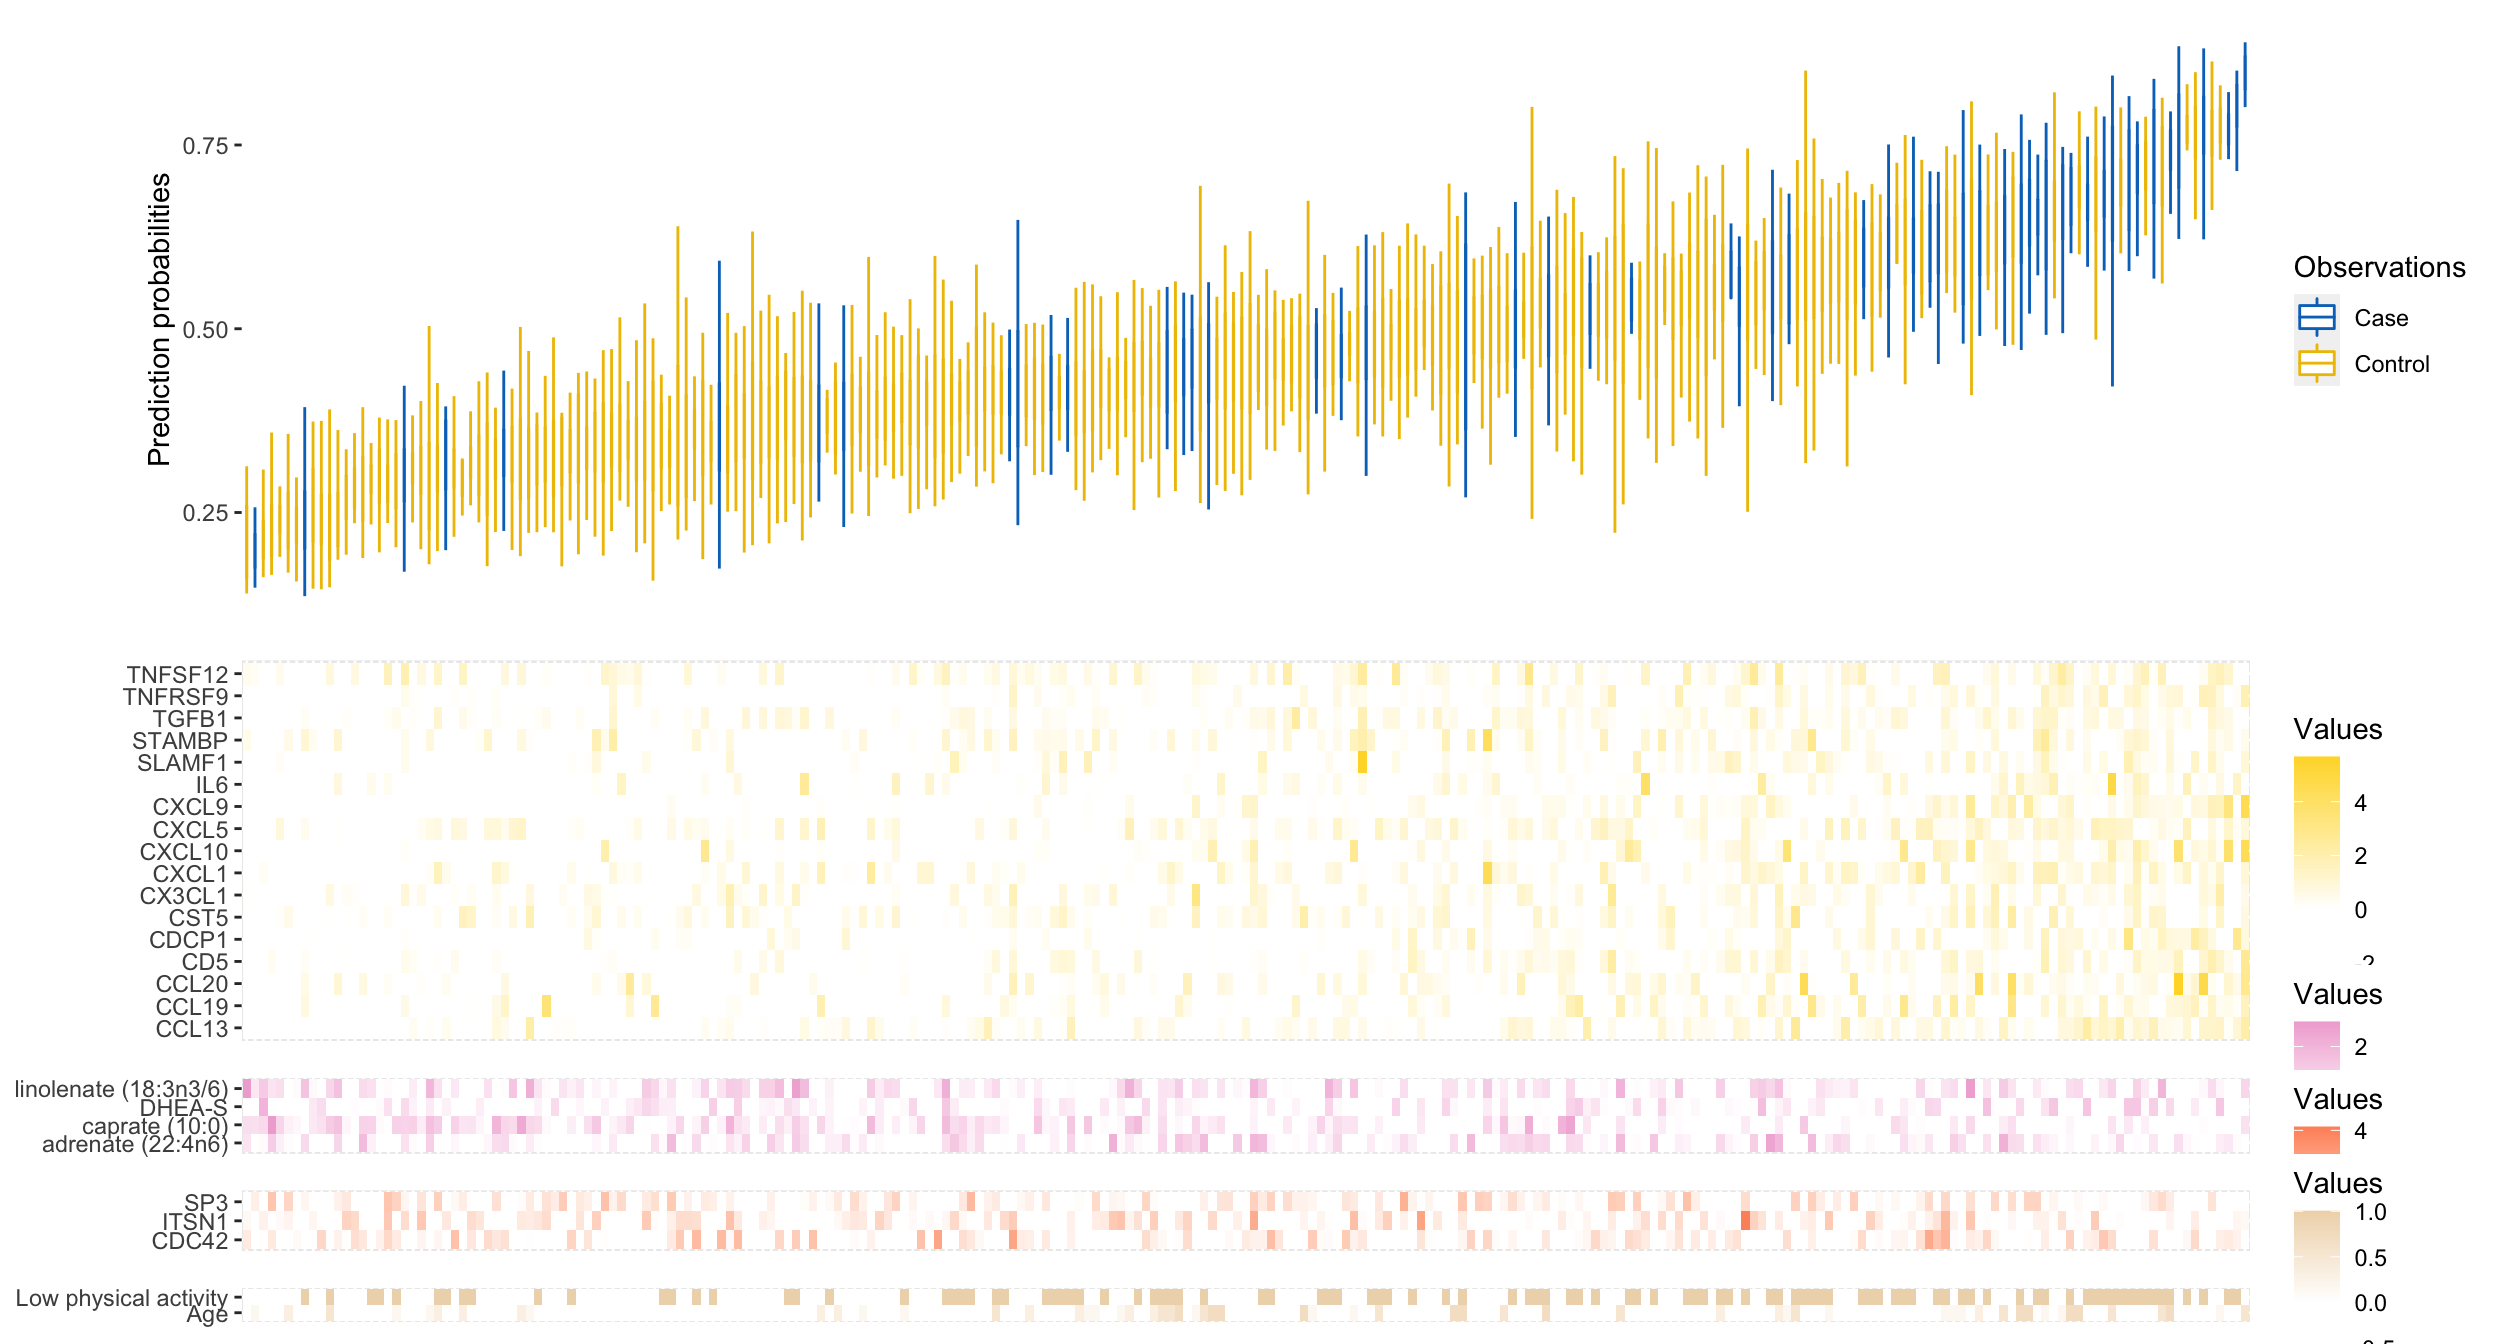 Prediction probabilities
0.75
0.50
0.25
Observations
Case
Control
TNFSF12
TNFRSF9
TGFB1
STAMBP
SLAMF1
IL6
CXCL9
CXCL5
CXCL10
CXCL1
CX3CL1
CST5
CDCP1
CD5
CCL20
CCL19
CCL13
Values
4
2
0
-2
linolenate (18:3n3/6)
DHEA-S
caprate (10:0)
adrenate (22:4n6)
Values
2
SP3
ITSN1
CDC42
Values
4
Low physical activity
Age
Values
1.0
0.5
0.0